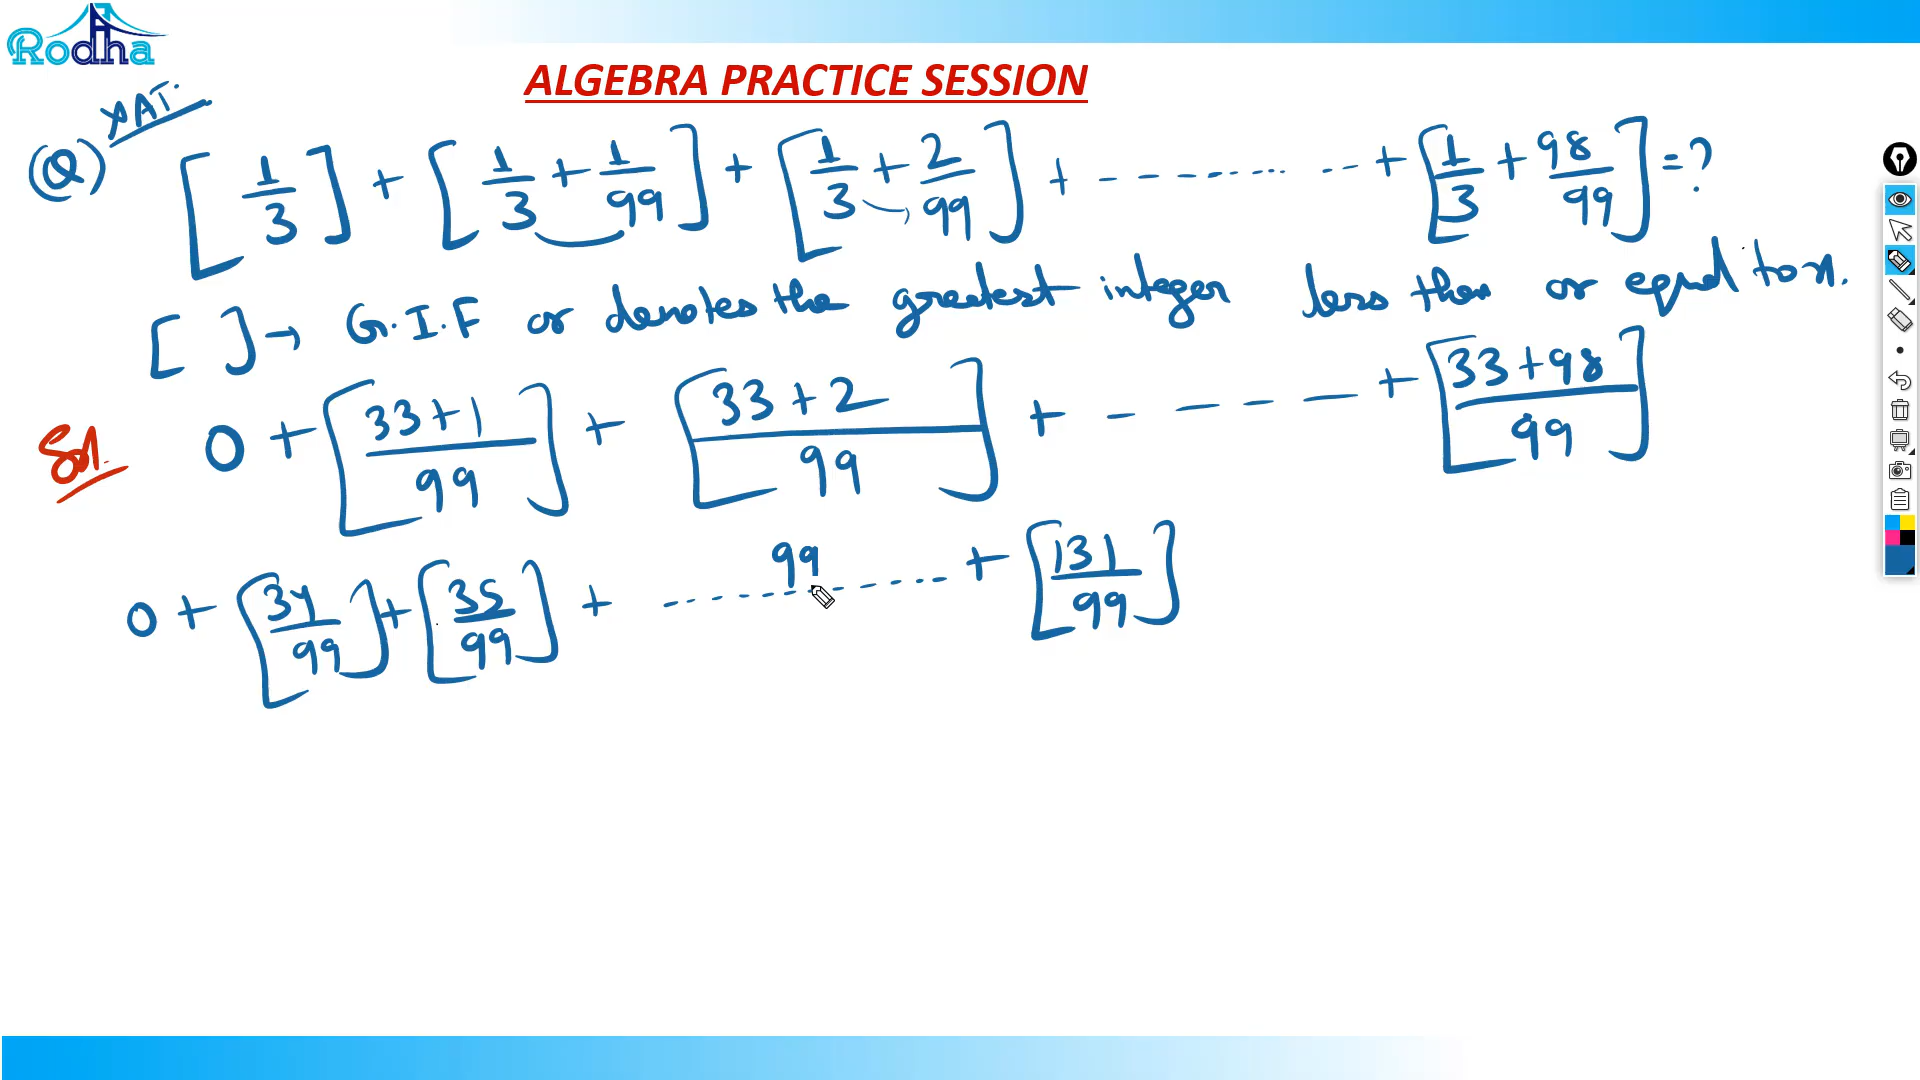 Rodha
ALGEBRA PRACTICE SESSION
XAT.
(Q) [1/3] + [1/3 + 1/99] + [1/3 + 2/99] + - - - - - - - - - + [1/3 + 98/99] = ?
[ ] → G.I.F or denotes the greatest integer less then or equal to x.
Sol. 0 + [33+1/99] + [33+2/99] + - - - - - + [33+98/99]
0 + [34/99] + [35/99] + - - - - 99 - - - - + [131/99]